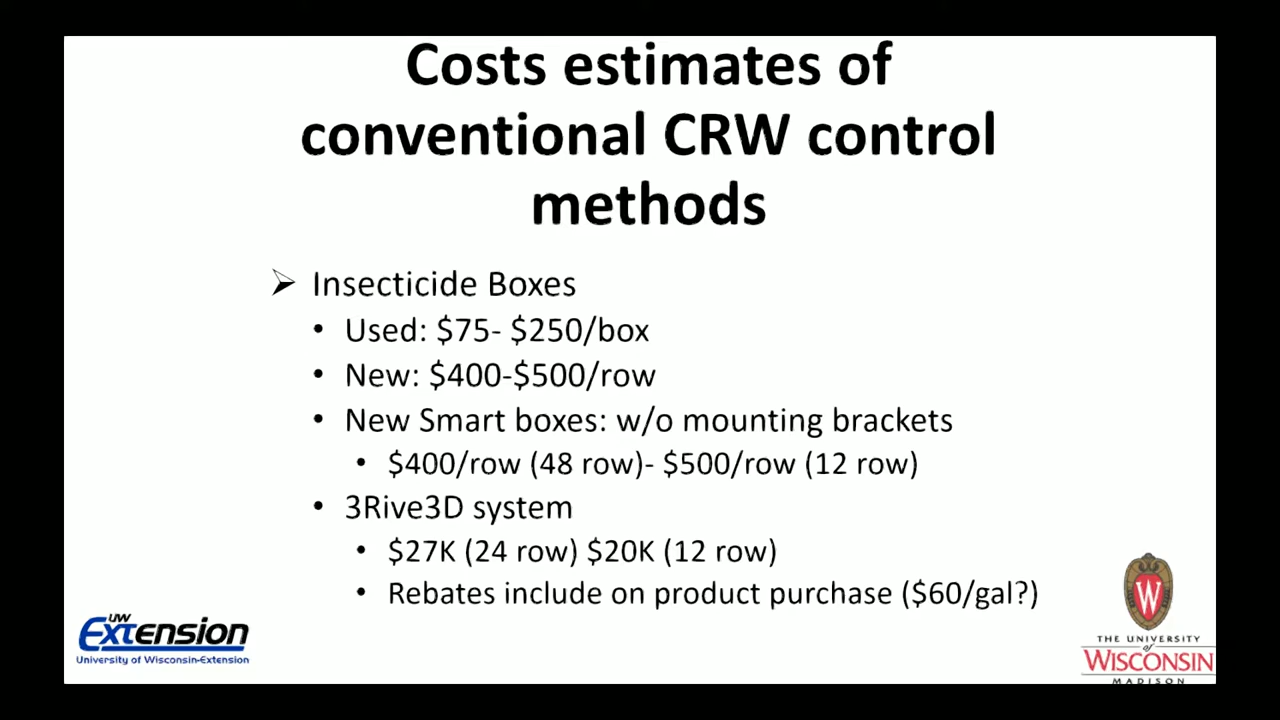 Costs estimates of
conventional CRW control
methods
➢ Insecticide Boxes
• Used: $75- $250/box
• New: $400-$500/row
• New Smart boxes: w/o mounting brackets
• $400/row (48 row)- $500/row (12 row)
• 3Rive3D system
• $27K (24 row) $20K (12 row)
• Rebates include on product purchase ($60/gal?)
UW
Extension
University of Wisconsin-Extension
W
THE UNIVERSITY
of
WISCONSIN
MADISON